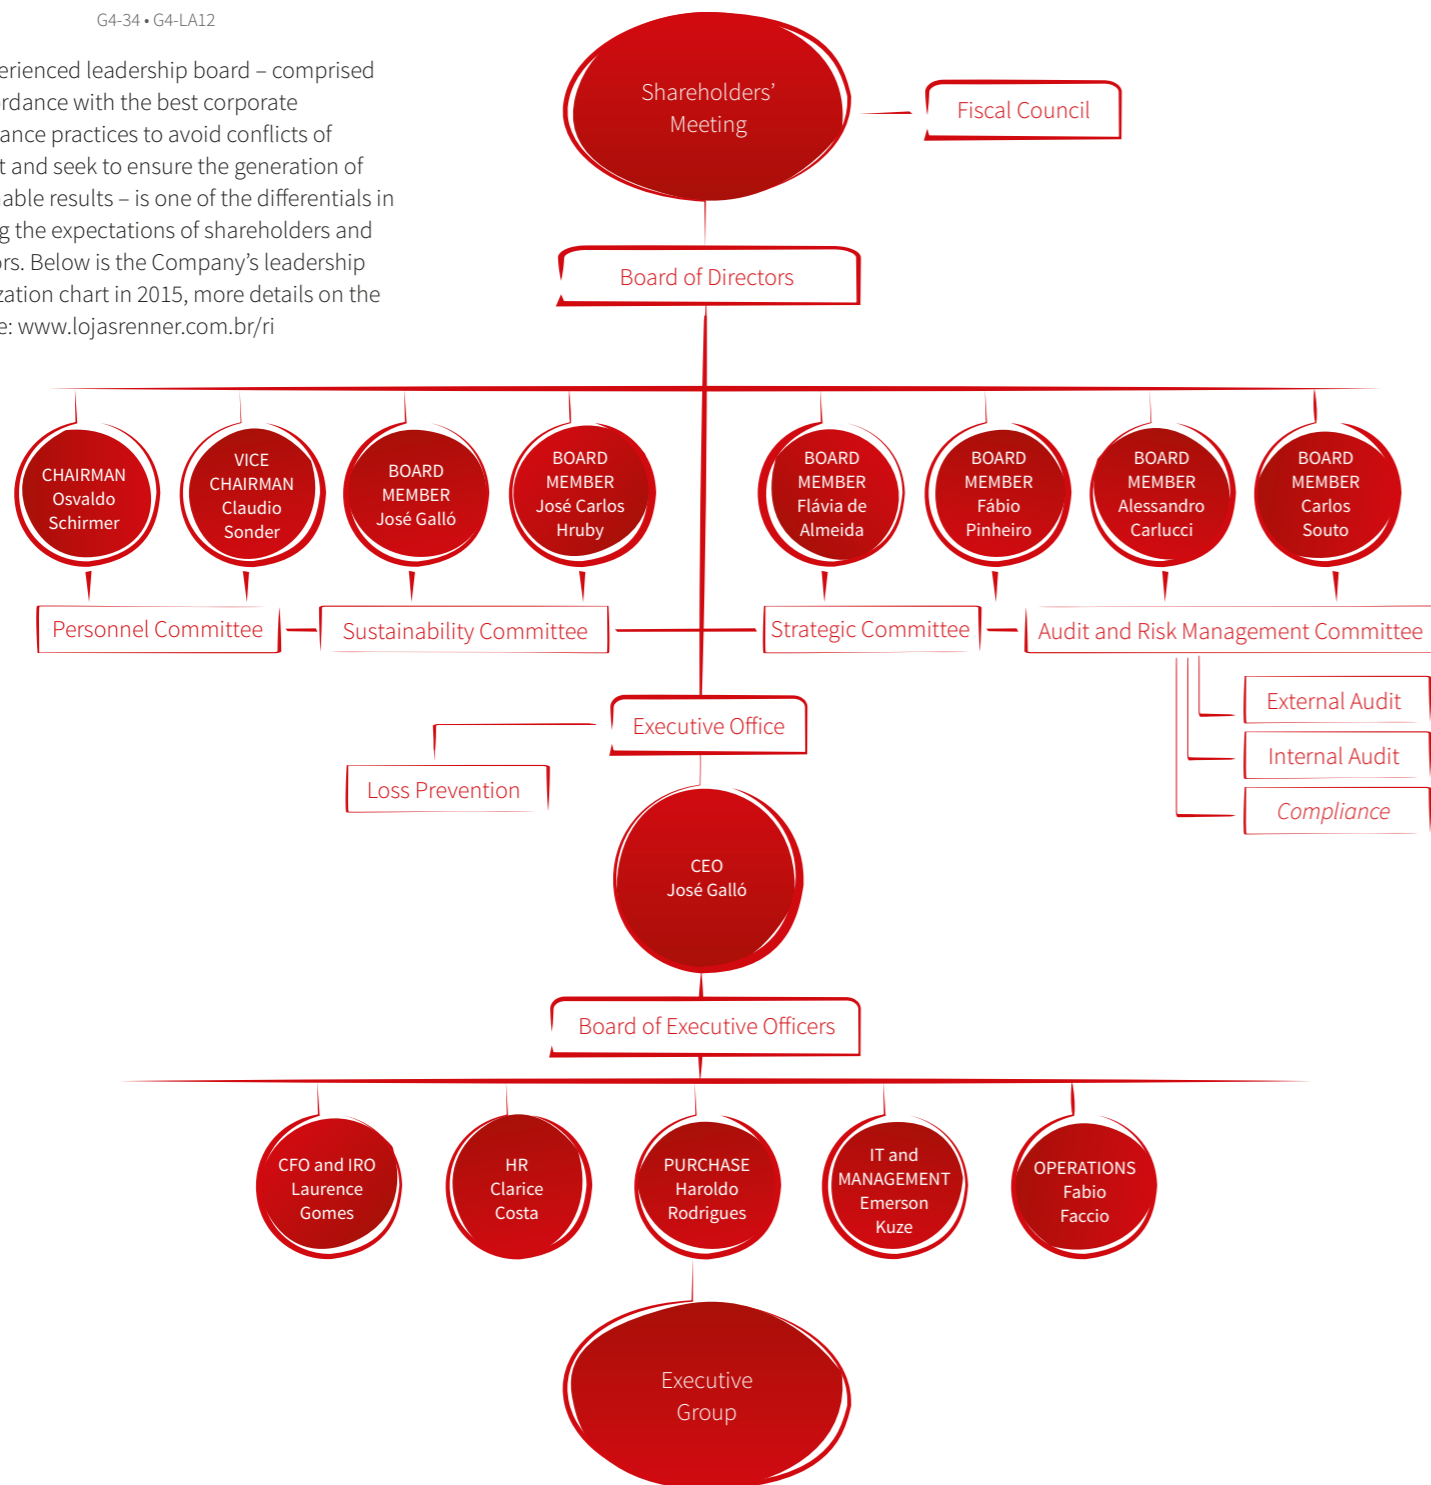 G4-34 • G4-LA12
erienced leadership board – comprised
ordance with the best corporate
ance practices to avoid conflicts of
t and seek to ensure the generation of
able results – is one of the differentials in
g the expectations of shareholders and
ors. Below is the Company’s leadership
zation chart in 2015, more details on the
e: www.lojasrenner.com.br/ri
Shareholders’
Meeting
Fiscal Council
Board of Directors
CHAIRMAN
Osvaldo
Schirmer
VICE
CHAIRMAN
Claudio
Sonder
BOARD
MEMBER
José Galló
BOARD
MEMBER
José Carlos
Hruby
BOARD
MEMBER
Flávia de
Almeida
BOARD
MEMBER
Fábio
Pinheiro
BOARD
MEMBER
Alessandro
Carlucci
BOARD
MEMBER
Carlos
Souto
Personnel Committee
Sustainability Committee
Strategic Committee
Audit and Risk Management Committee
External Audit
Internal Audit
Compliance
Executive Office
Loss Prevention
CEO
José Galló
Board of Executive Officers
CFO and IRO
Laurence
Gomes
HR
Clarice
Costa
PURCHASE
Haroldo
Rodrigues
IT and
MANAGEMENT
Emerson
Kuze
OPERATIONS
Fabio
Faccio
Executive
Group